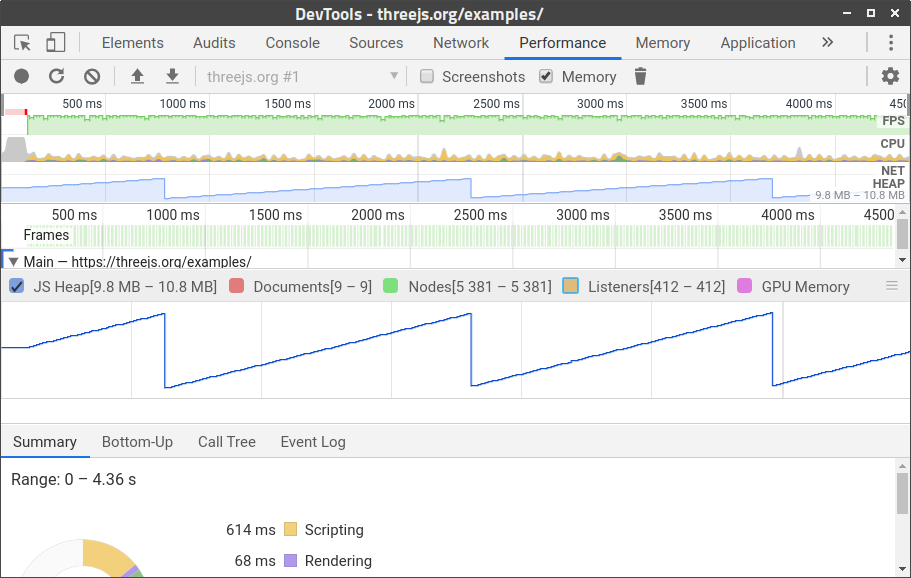 DevTools - threejs.org/examples/
Elements Audits Console Sources Network Performance Memory Application
threejs.org #1 Screenshots Memory
500 ms 1000 ms 1500 ms 2000 ms 2500 ms 3000 ms 3500 ms 4000 ms 450
FPS
CPU
NET
HEAP
9.8 MB – 10.8 MB
500 ms 1000 ms 1500 ms 2000 ms 2500 ms 3000 ms 3500 ms 4000 ms 4500
Frames
Main — https://threejs.org/examples/
JS Heap[9.8 MB – 10.8 MB] Documents[9 – 9] Nodes[5 381 – 5 381] Listeners[412 – 412] GPU Memory
Summary Bottom-Up Call Tree Event Log
Range: 0 – 4.36 s
614 ms Scripting
68 ms Rendering